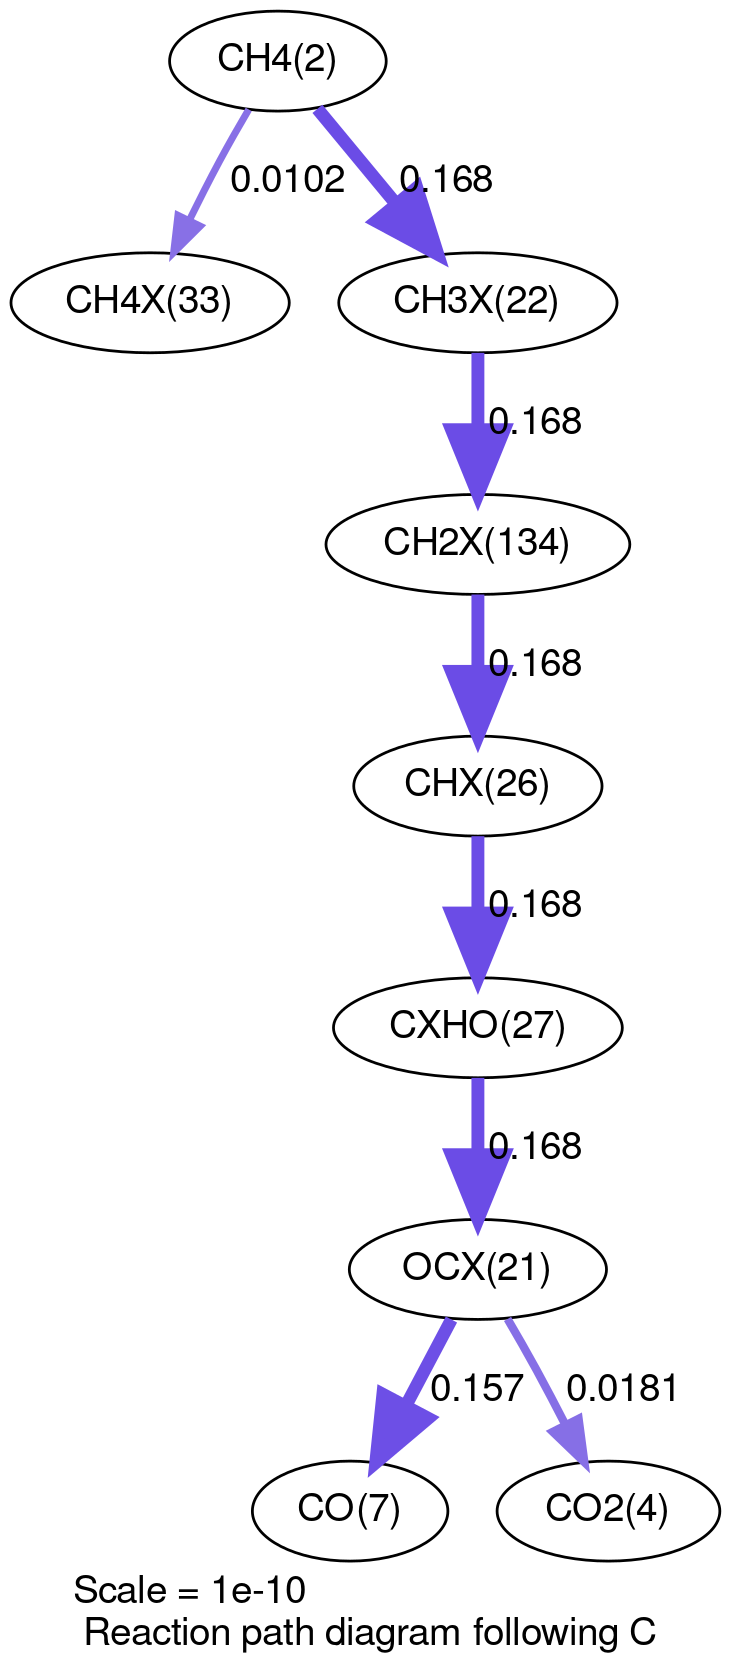 CH4(2)
0.0102
0.168
CH4X(33)
CH3X(22)
0.168
CH2X(134)
0.168
CHX(26)
0.168
CXHO(27)
0.168
OCX(21)
0.157
0.0181
CO(7)
CO2(4)
Scale = 1e-10
Reaction path diagram following C